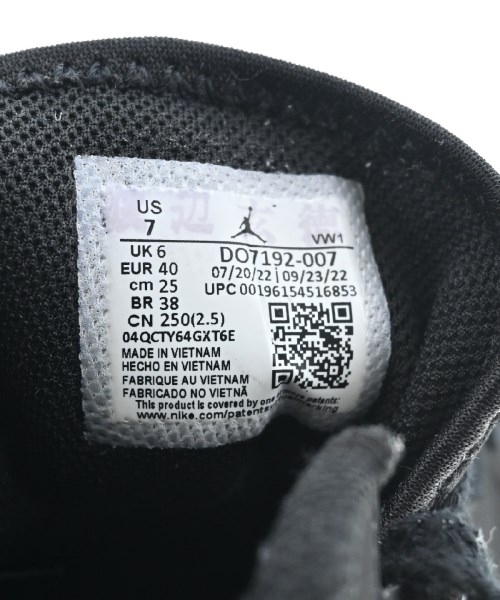 US
7
VW1
UK 6
EUR 40
cm 25
BR 38
CN 250(2.5)
DO7192-007
07/20/22 | 09/23/22
UPC 00196154516853
04QCTY64GXT6E
MADE IN VIETNAM
HECHO EN VIETNAM
FABRIQUE AU VIETNAM
FABRICADO NO VIETNÃ
This product is covered by one patents:
www.nike.com/patents